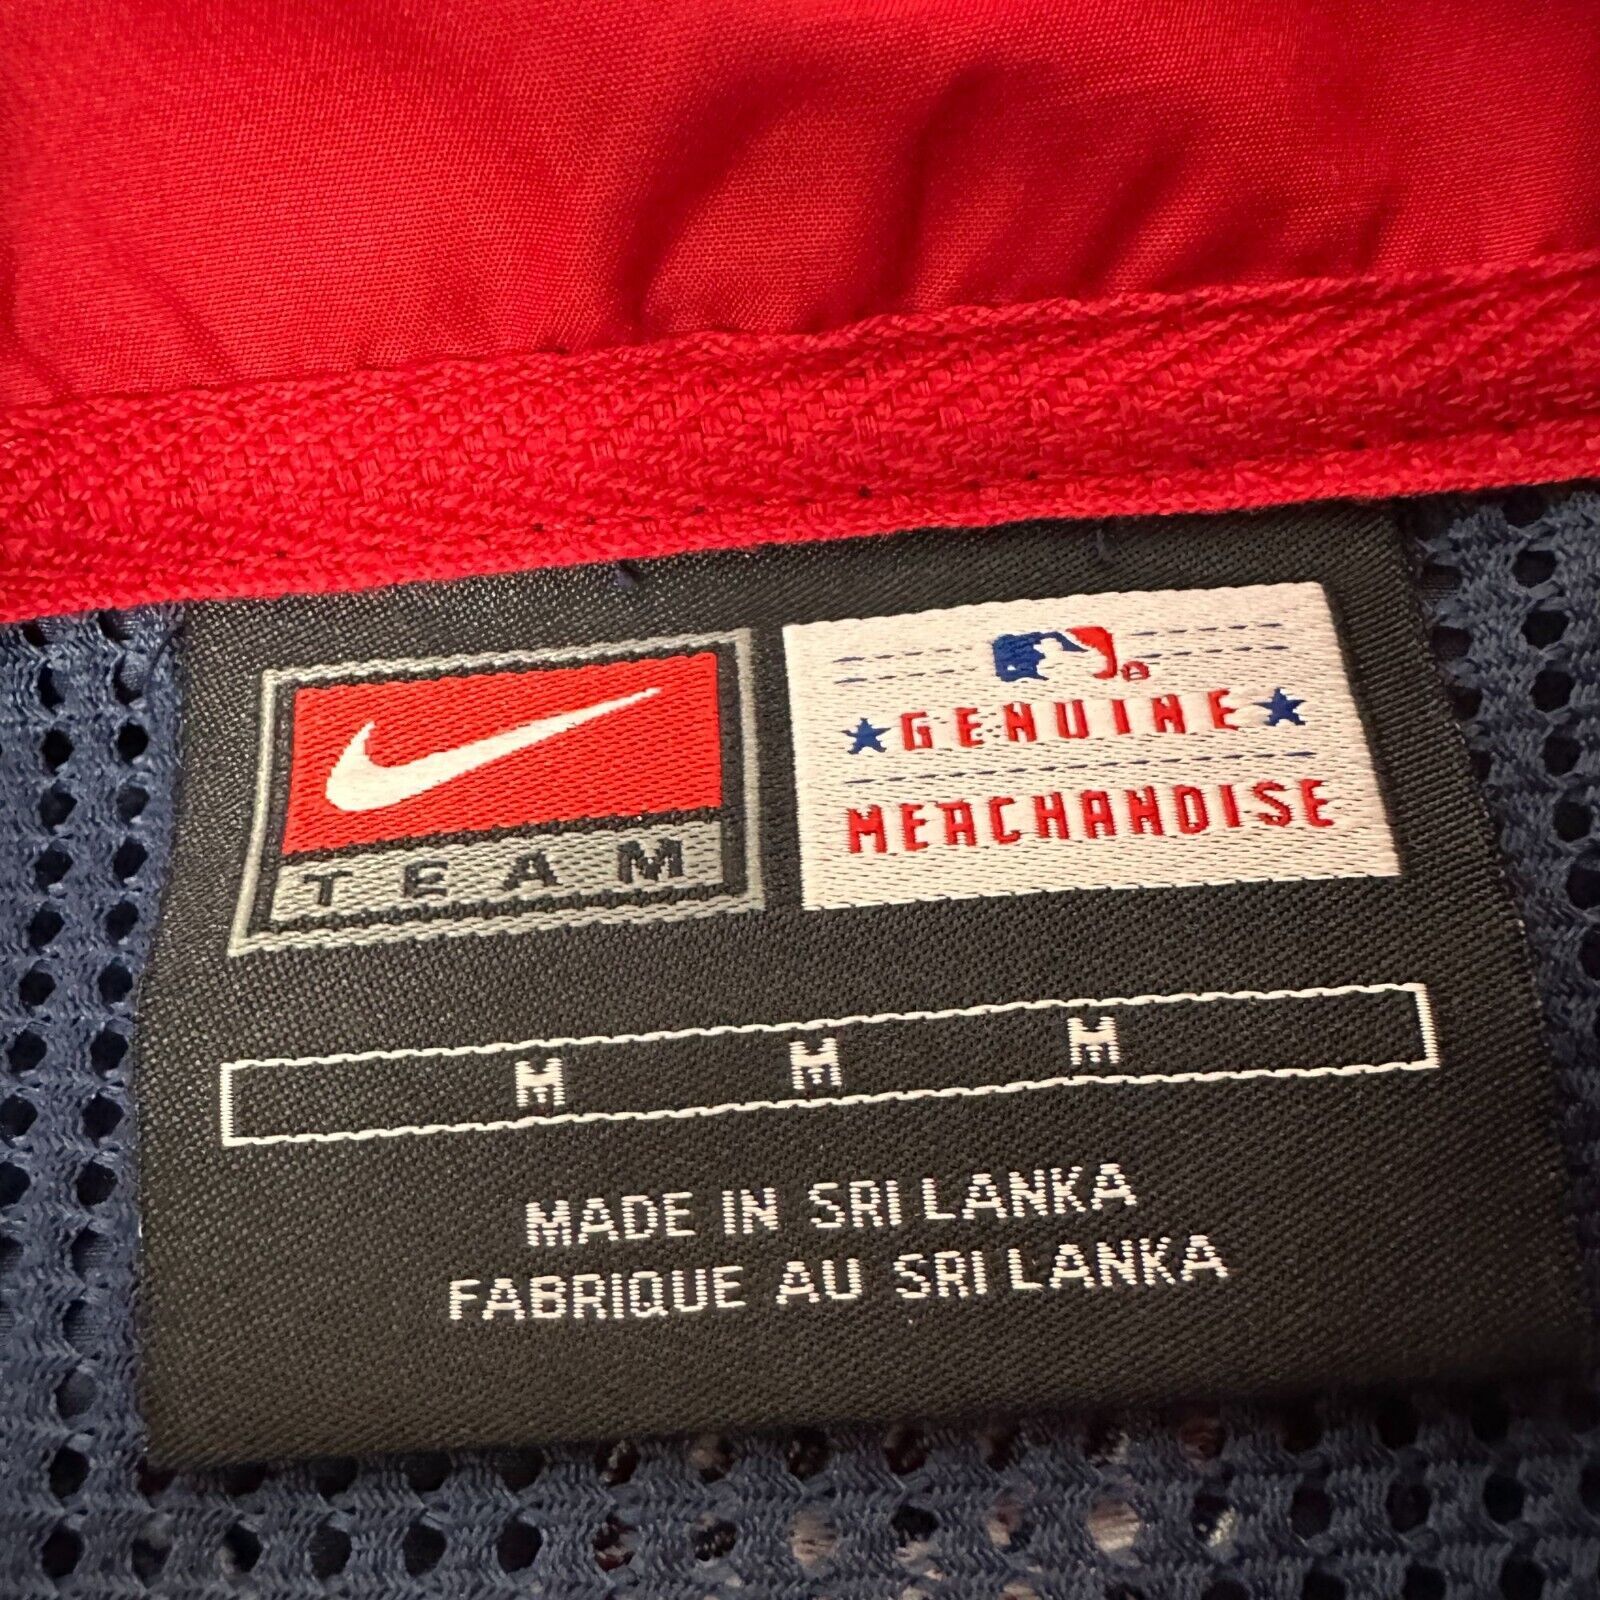 TEAM
GENUINE
MERCHANDISE
M M M
MADE IN SRI LANKA
FABRIQUE AU SRI LANKA